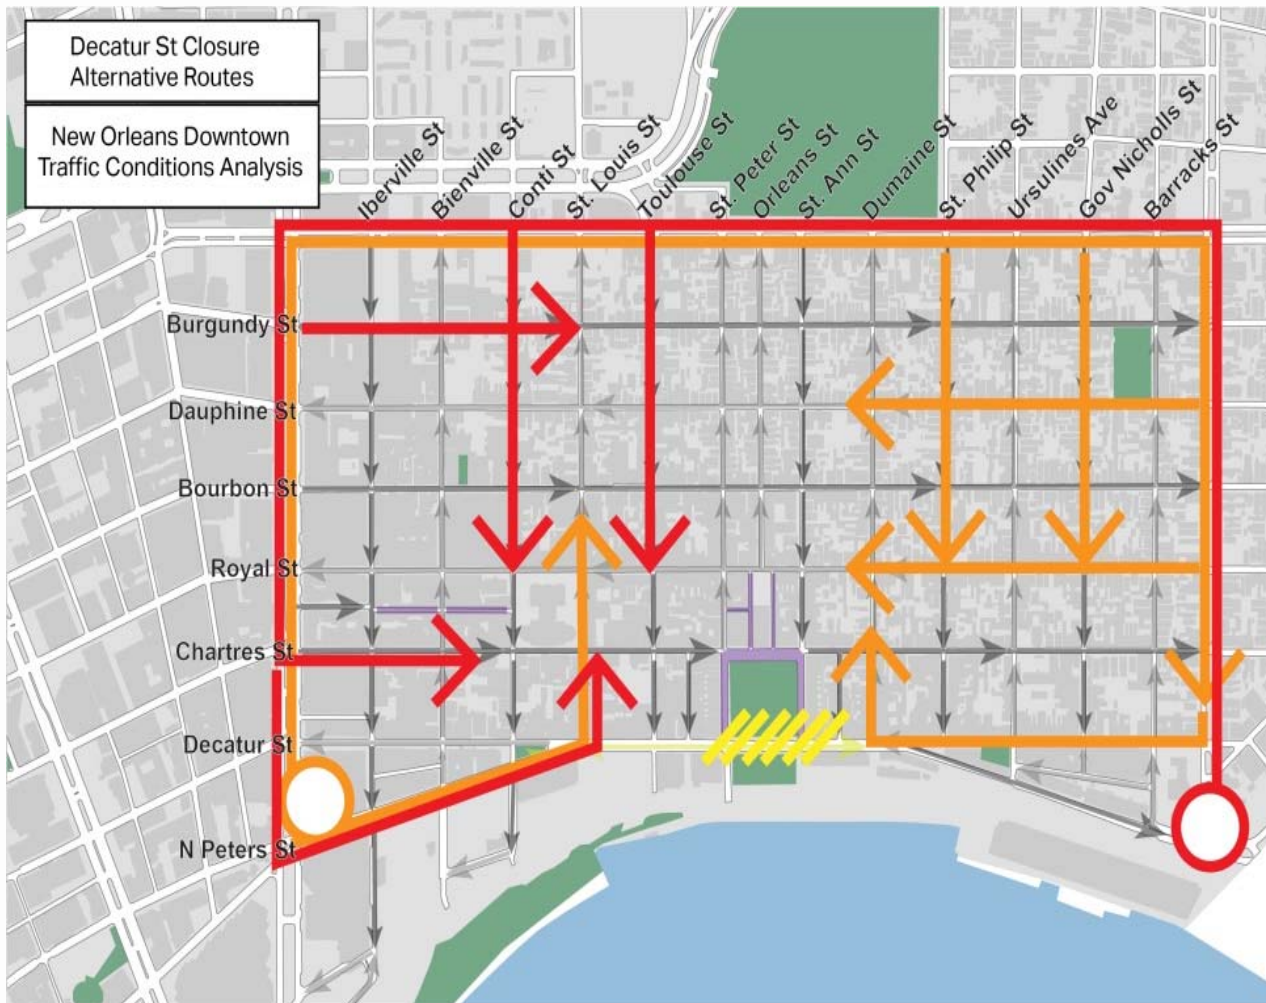 Decatur St Closure
Alternative Routes
New Orleans Downtown
Traffic Conditions Analysis
Iberville St
Bienville St
Conti St
St. Louis St
Toulouse St
St. Peter St
Orleans St
St. Ann St
Dumaine St
St. Philip St
Ursulines Ave
Gov Nicholls St
Barracks St
Burgundy St
Dauphine St
Bourbon St
Royal St
Chartres St
Decatur St
N Peters St